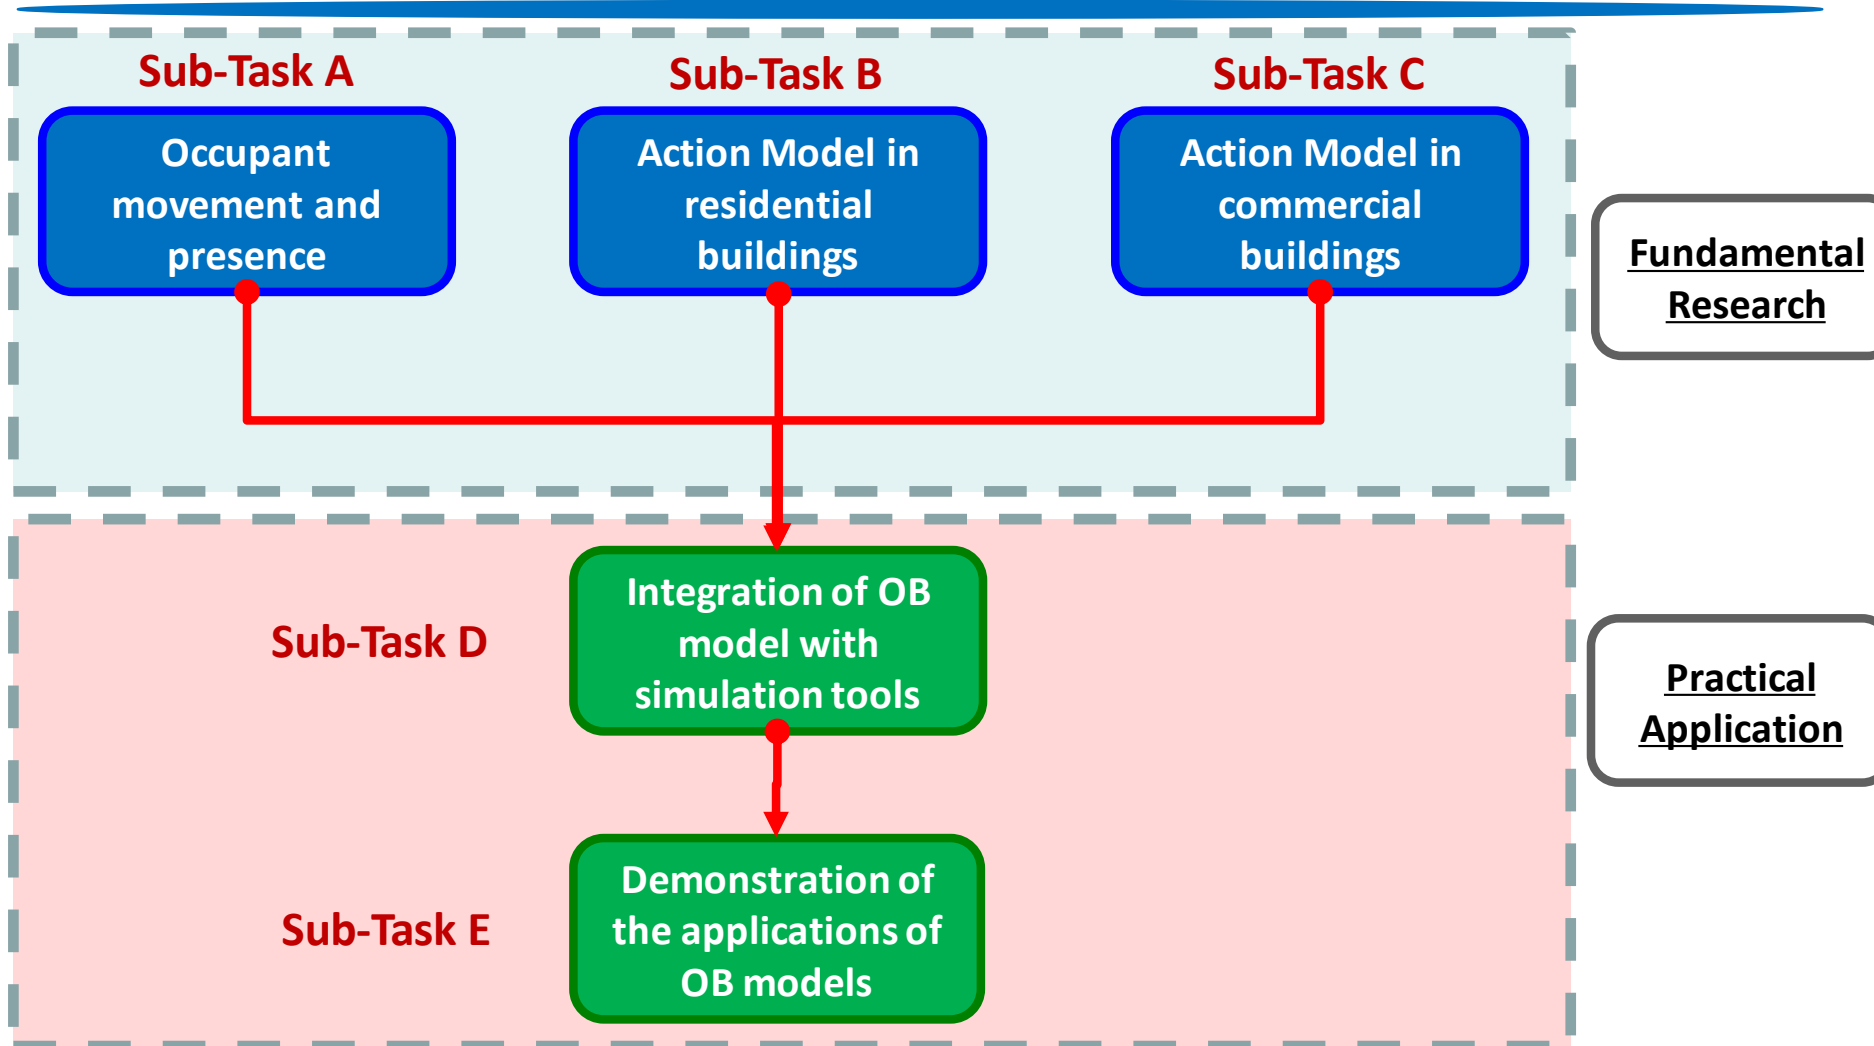 Sub-Task A
Sub-Task B
Sub-Task C
Occupant
movement and
presence
Action Model in
residential
buildings
Action Model in
commercial
buildings
Fundamental
Research
Sub-Task D
Integration of OB
model with
simulation tools
Practical
Application
Sub-Task E
Demonstration of
the applications of
OB models